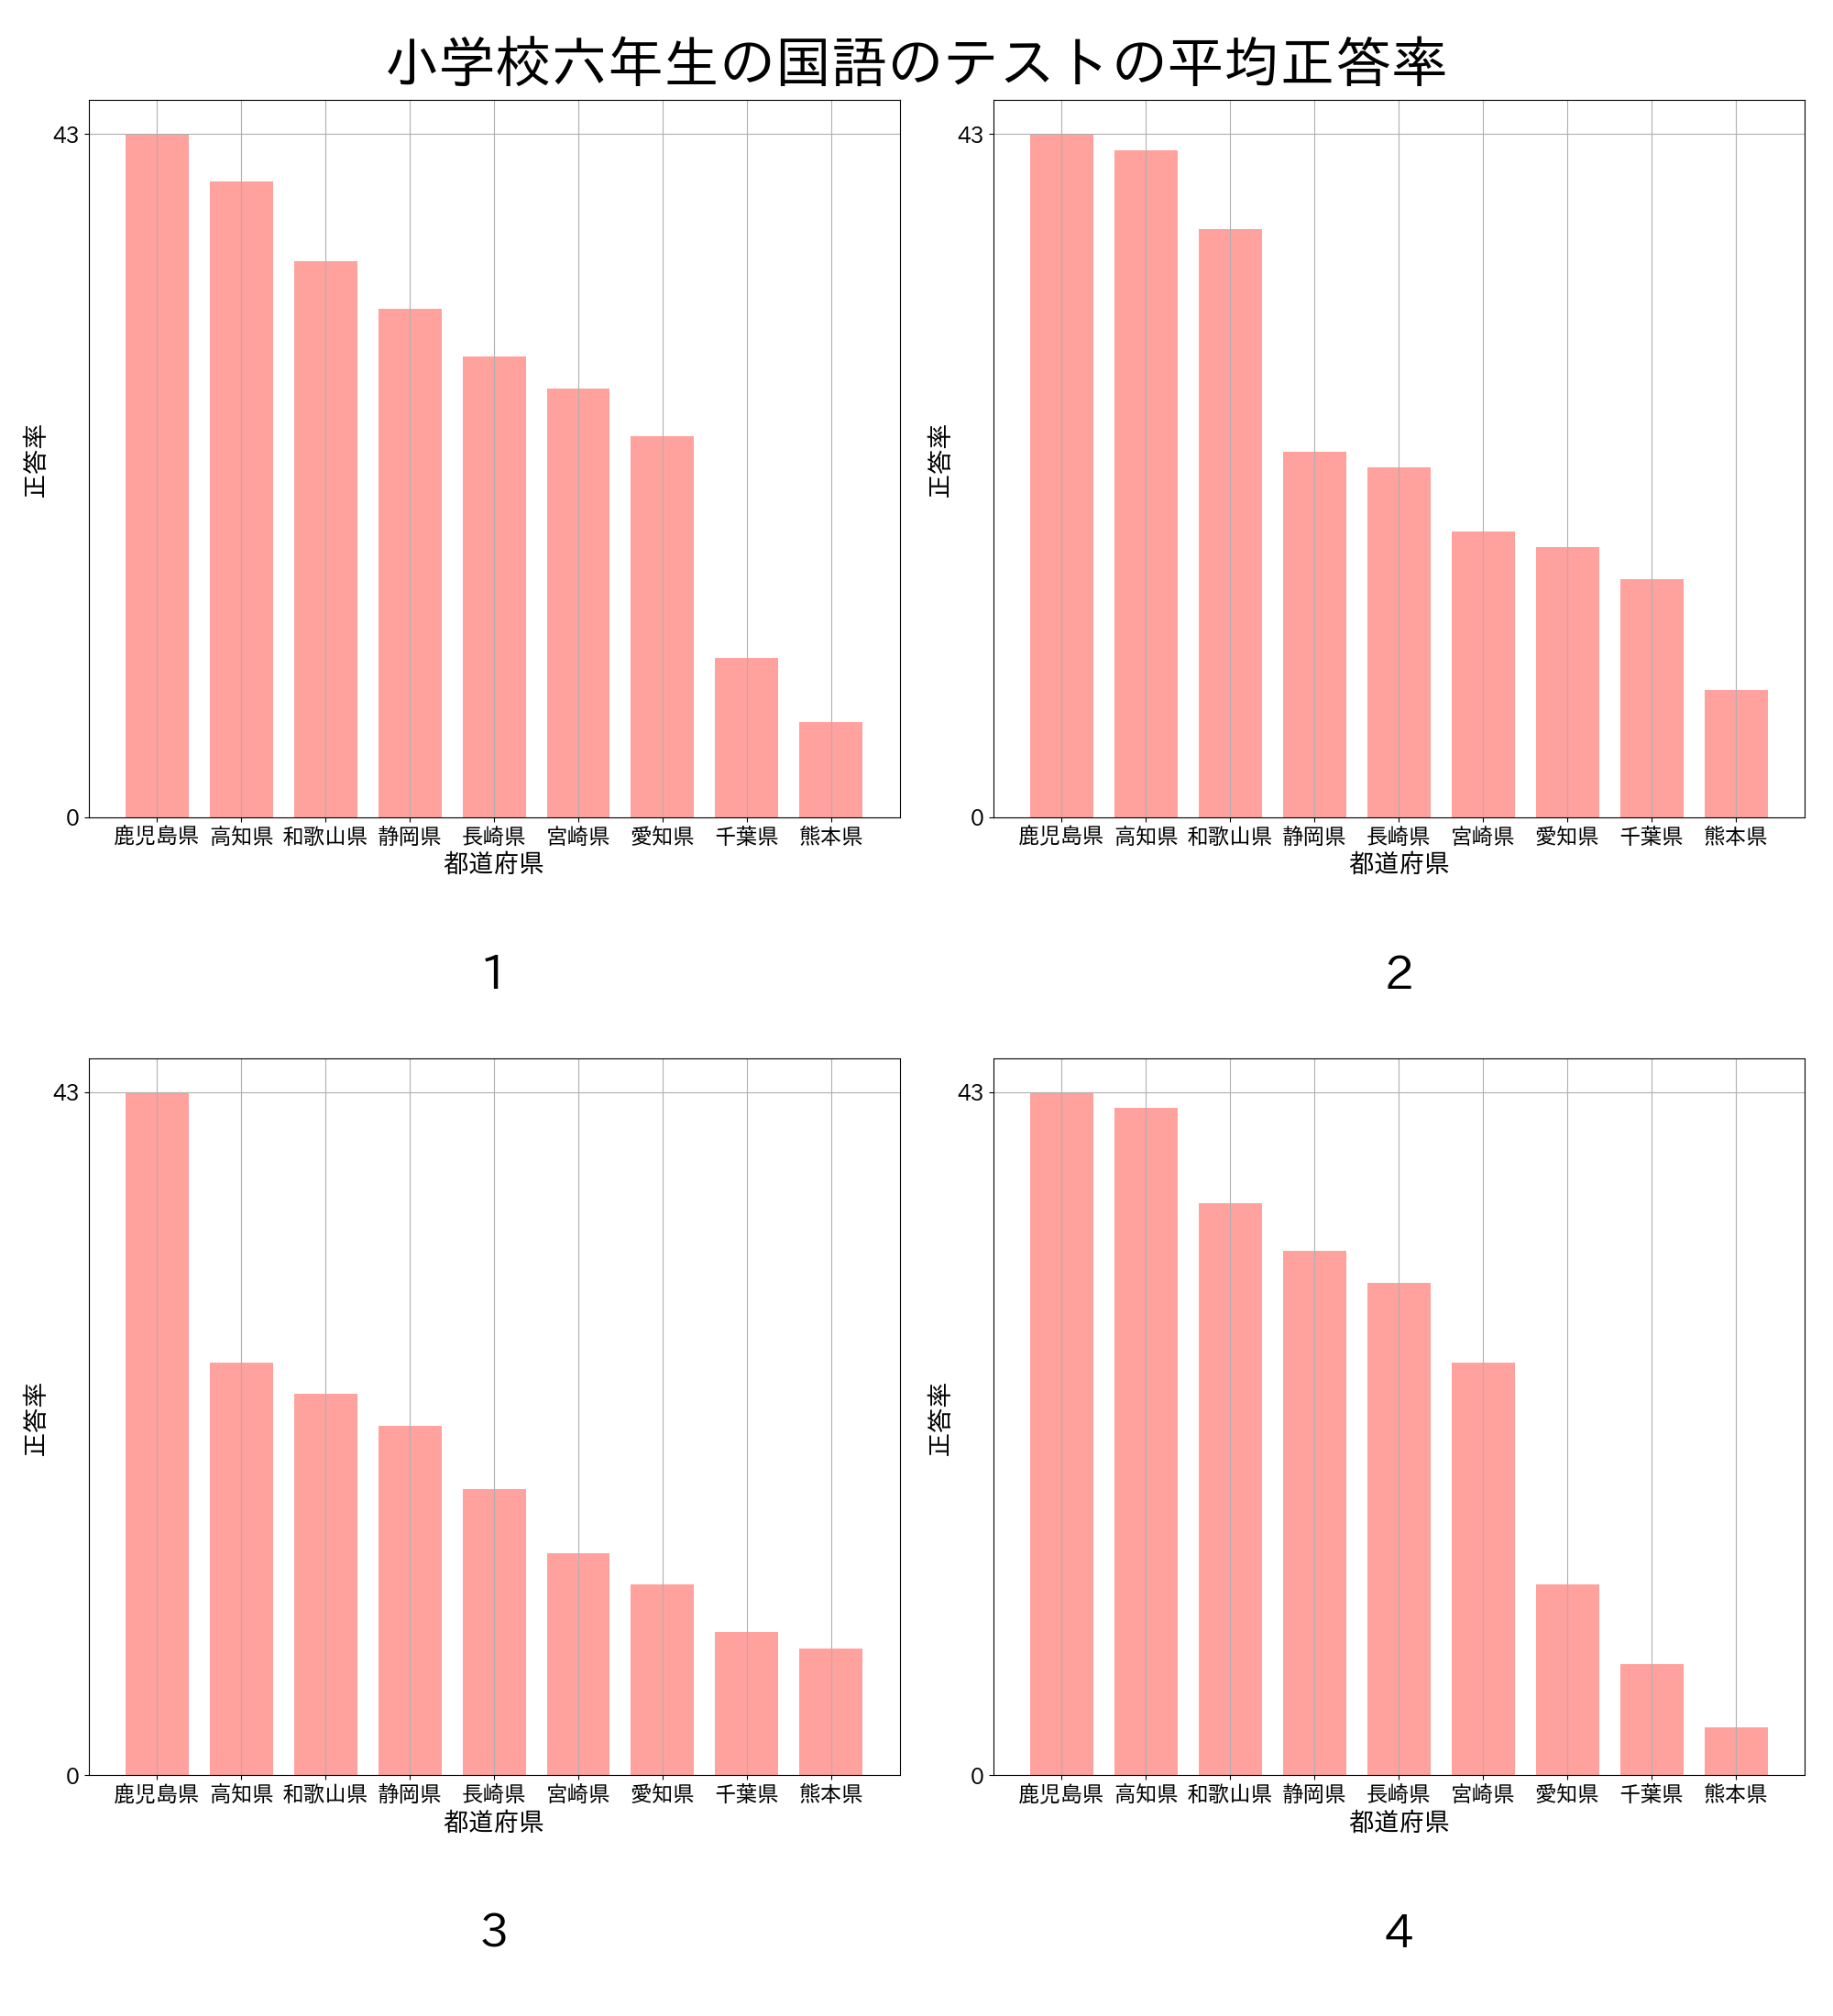 小学校六年生の国語のテストの平均正答率
43
0
正答率
鹿児島県 高知県 和歌山県 静岡県 長崎県 宮崎県 愛知県 千葉県 熊本県
都道府県
1
43
0
正答率
鹿児島県 高知県 和歌山県 静岡県 長崎県 宮崎県 愛知県 千葉県 熊本県
都道府県
2
43
0
正答率
鹿児島県 高知県 和歌山県 静岡県 長崎県 宮崎県 愛知県 千葉県 熊本県
都道府県
3
43
0
正答率
鹿児島県 高知県 和歌山県 静岡県 長崎県 宮崎県 愛知県 千葉県 熊本県
都道府県
4